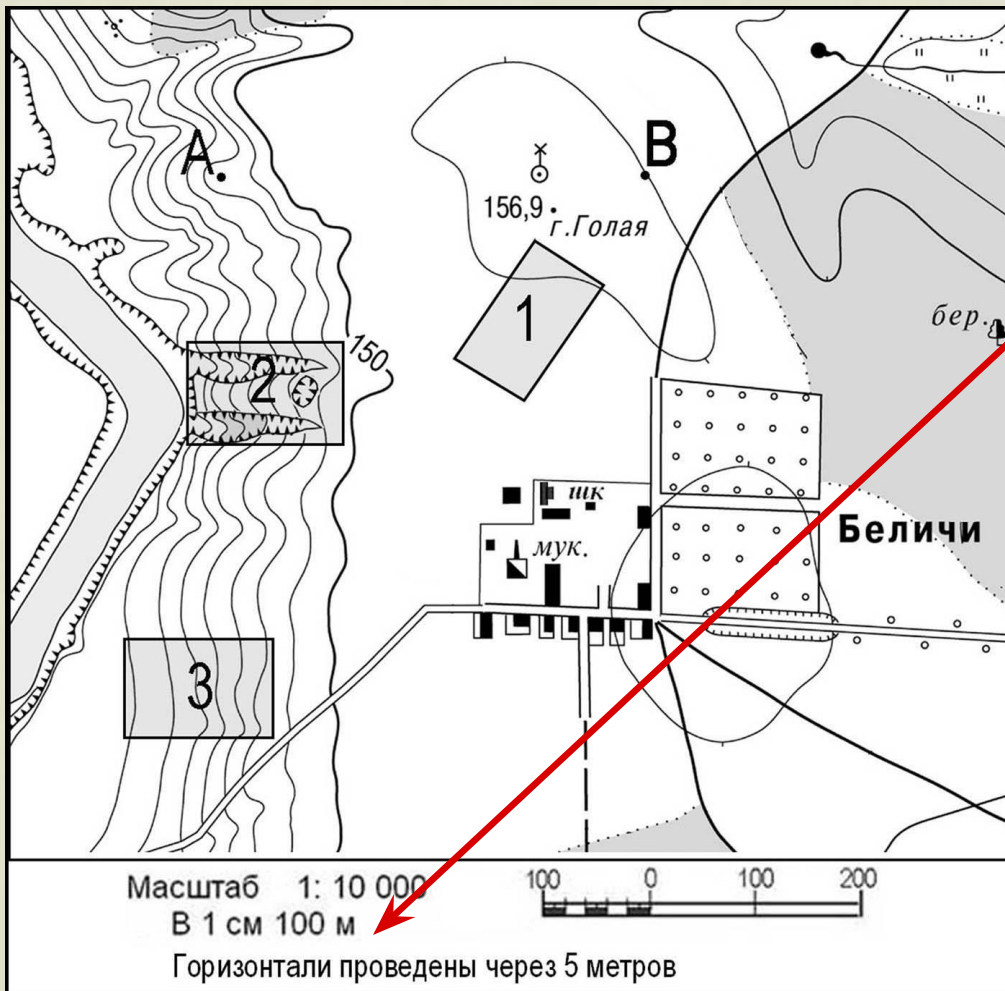 А.
В
156,9
г.Голая
1
бер.
150
2
шк
Беличи
мук.
3
Масштаб 1: 10 000
В 1 см 100 м
100 0 100 200
Горизонтали проведены через 5 метров